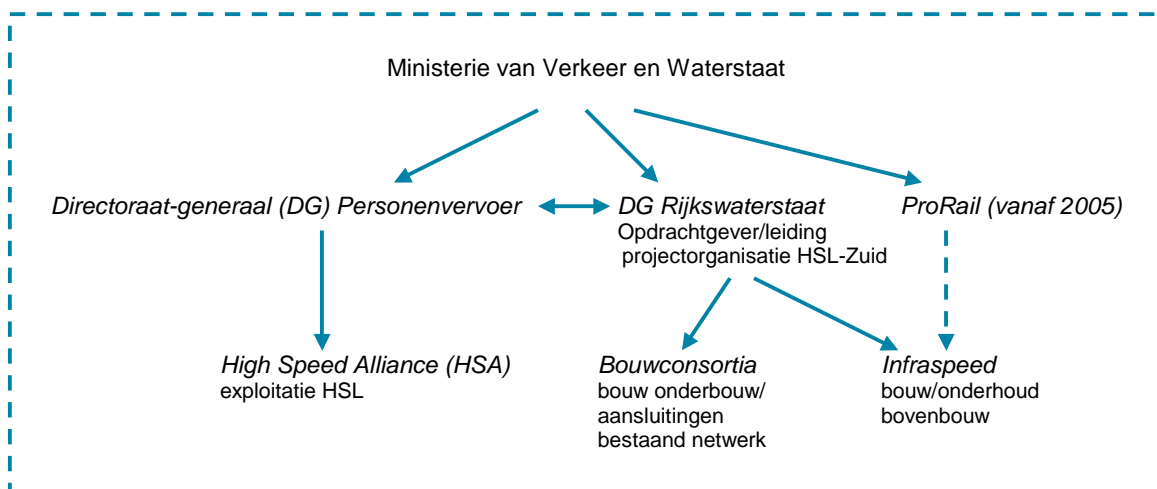 Ministerie van Verkeer en Waterstaat
Directoraat-generaal (DG) Personenvervoer
DG Rijkswaterstaat
Opdrachtgever/leiding
projectorganisatie HSL-Zuid
ProRail (vanaf 2005)
High Speed Alliance (HSA)
exploitatie HSL
Bouwconsortia
bouw onderbouw/
aansluitingen
bestaand netwerk
Infraspeed
bouw/onderhoud
bovenbouw